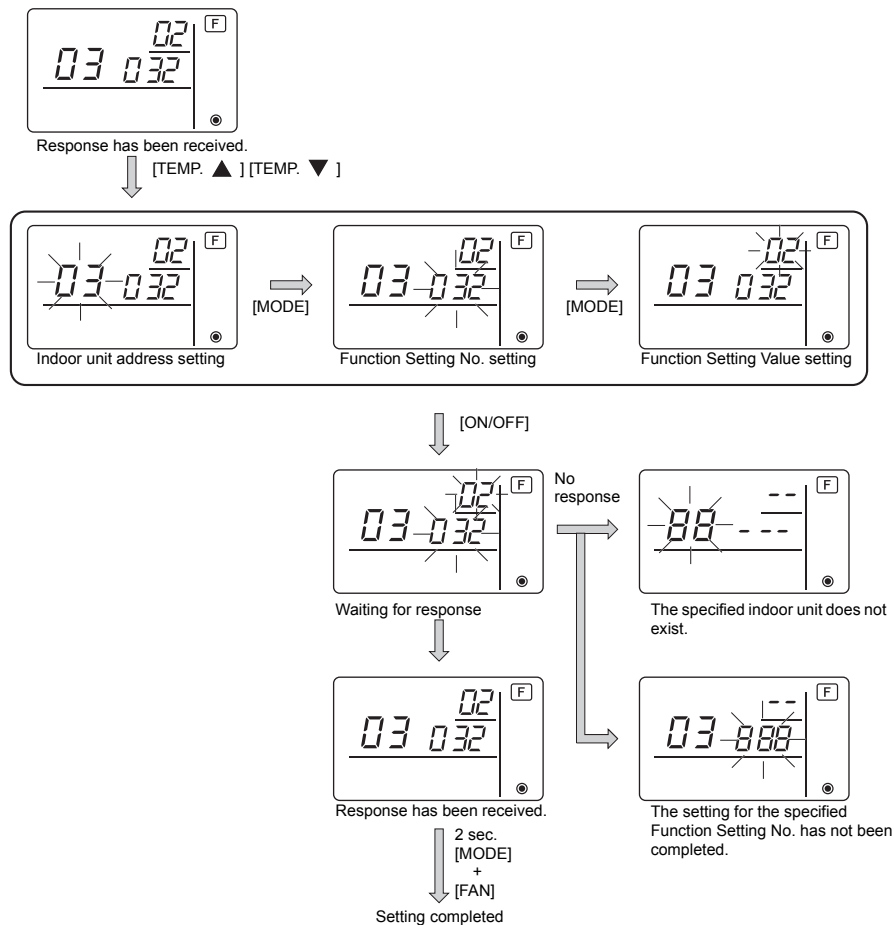 02 F
03 032
Response has been received.
[TEMP. ▲ ] [TEMP. ▼ ]
02 F
03 032
Indoor unit address setting
[MODE]
02 F
03 032
Function Setting No. setting
[MODE]
02 F
03 032
Function Setting Value setting
[ON/OFF]
02 F
03 032
Waiting for response
No
response
-- F
88 ---
The specified indoor unit does not
exist.
02 F
03 032
Response has been received.
-- F
03 888
The setting for the specified
Function Setting No. has not been
completed.
2 sec.
[MODE]
+
[FAN]
Setting completed